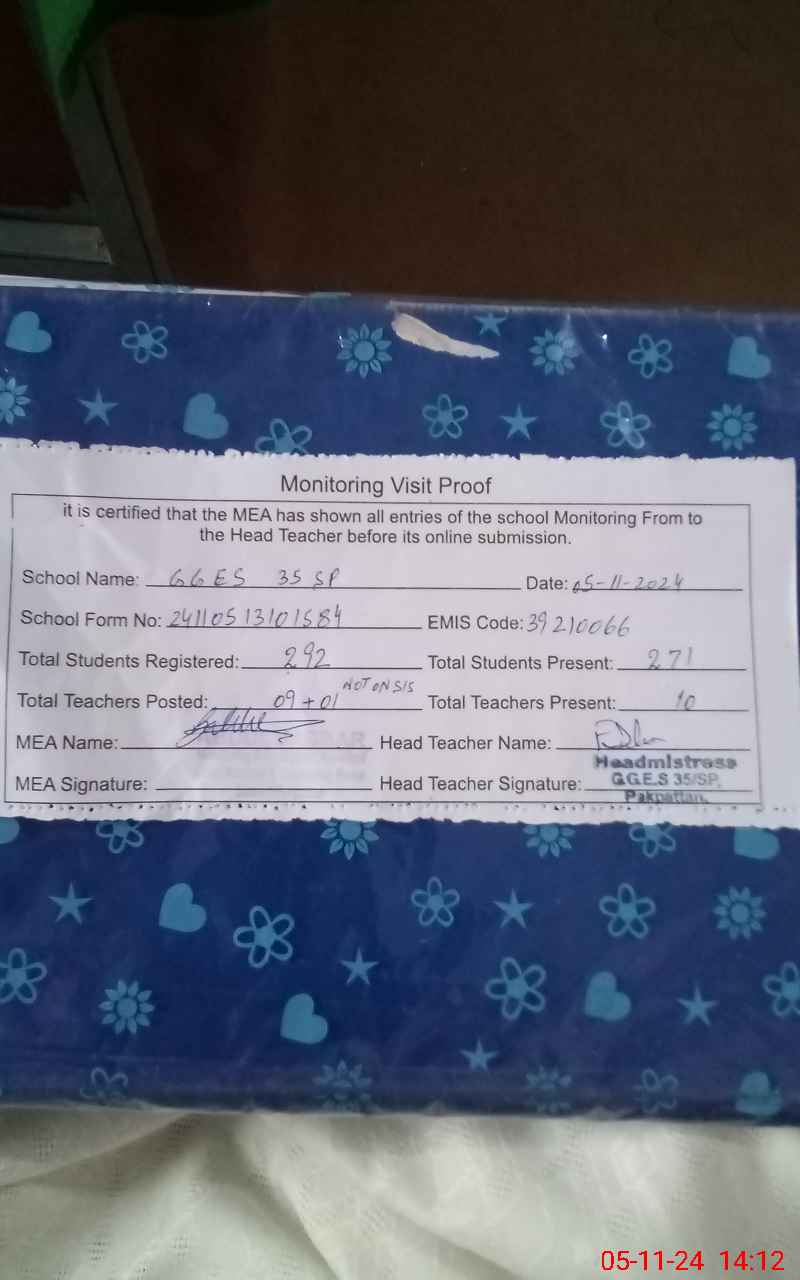 Monitoring Visit Proof
it is certified that the MEA has shown all entries of the school Monitoring From to
the Head Teacher before its online submission.
School Name: GGES 35 SP Date: 05-11-2024
School Form No: 24110513101584 EMIS Code: 39210066
Total Students Registered: 292 Total Students Present: 271
NOT ON SIS
Total Teachers Posted: 09 + 01 Total Teachers Present: 10
MEA Name: Head Teacher Name:
Headmistress
MEA Signature: Head Teacher Signature: G.G.E.S 35/SP,
Pakpattan.
05-11-24 14:12